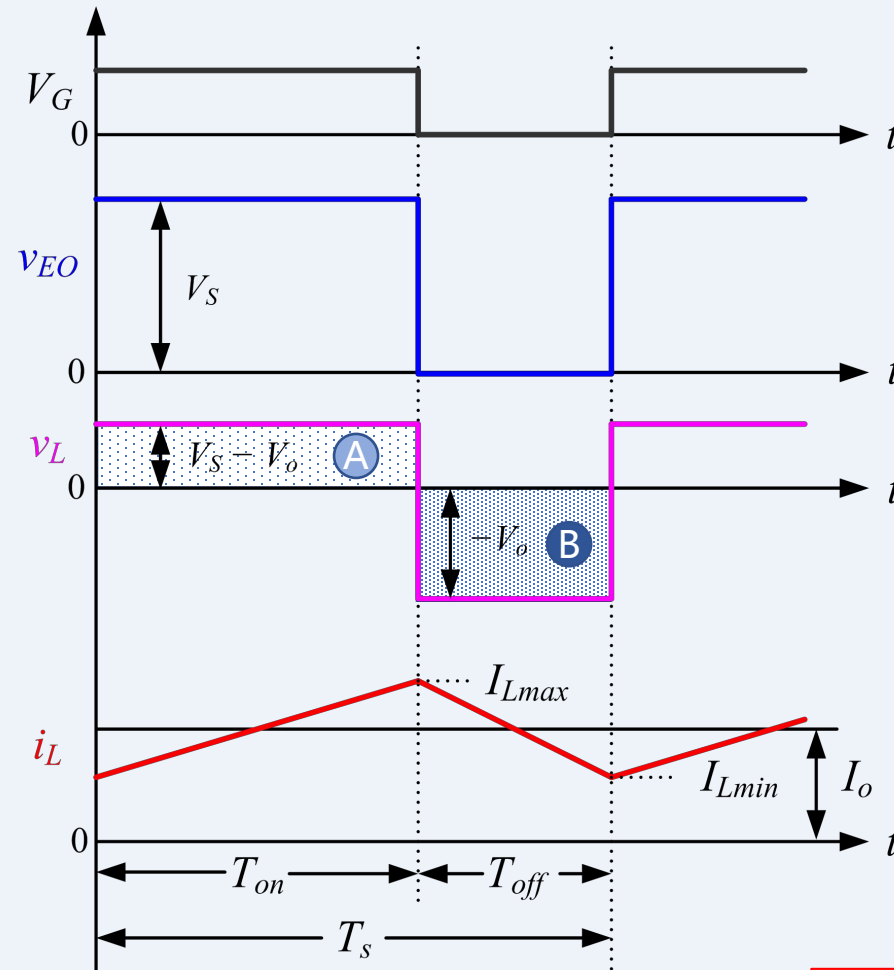 V_G
0
t
v_EO
V_S
0
t
v_L
V_S − V_o A
0
t
−V_o B
I_Lmax
i_L
I_Lmin I_o
0
t
T_on T_off
T_s